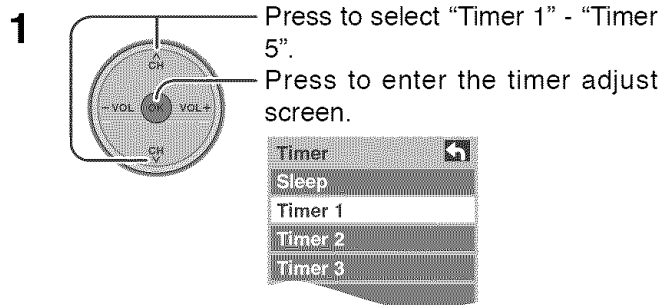 1
Press to select “Timer 1” - “Timer
5”.
Press to enter the timer adjust
screen.
CH
- VOL
OK
VOL +
CH
Timer
Sleep
Timer 1
Timer 2
Timer 3